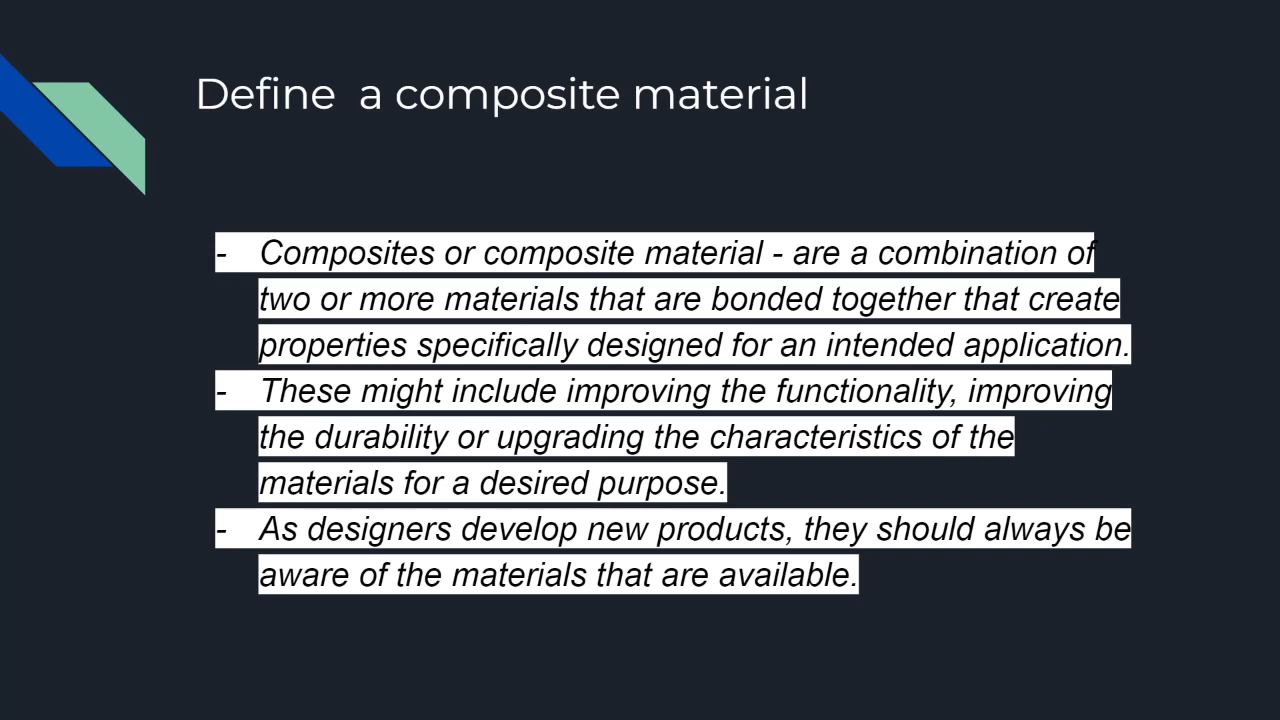 Define  a composite material
- Composites or composite material - are a combination of
two or more materials that are bonded together that create
properties specifically designed for an intended application.
- These might include improving the functionality, improving
the durability or upgrading the characteristics of the
materials for a desired purpose.
- As designers develop new products, they should always be
aware of the materials that are available.